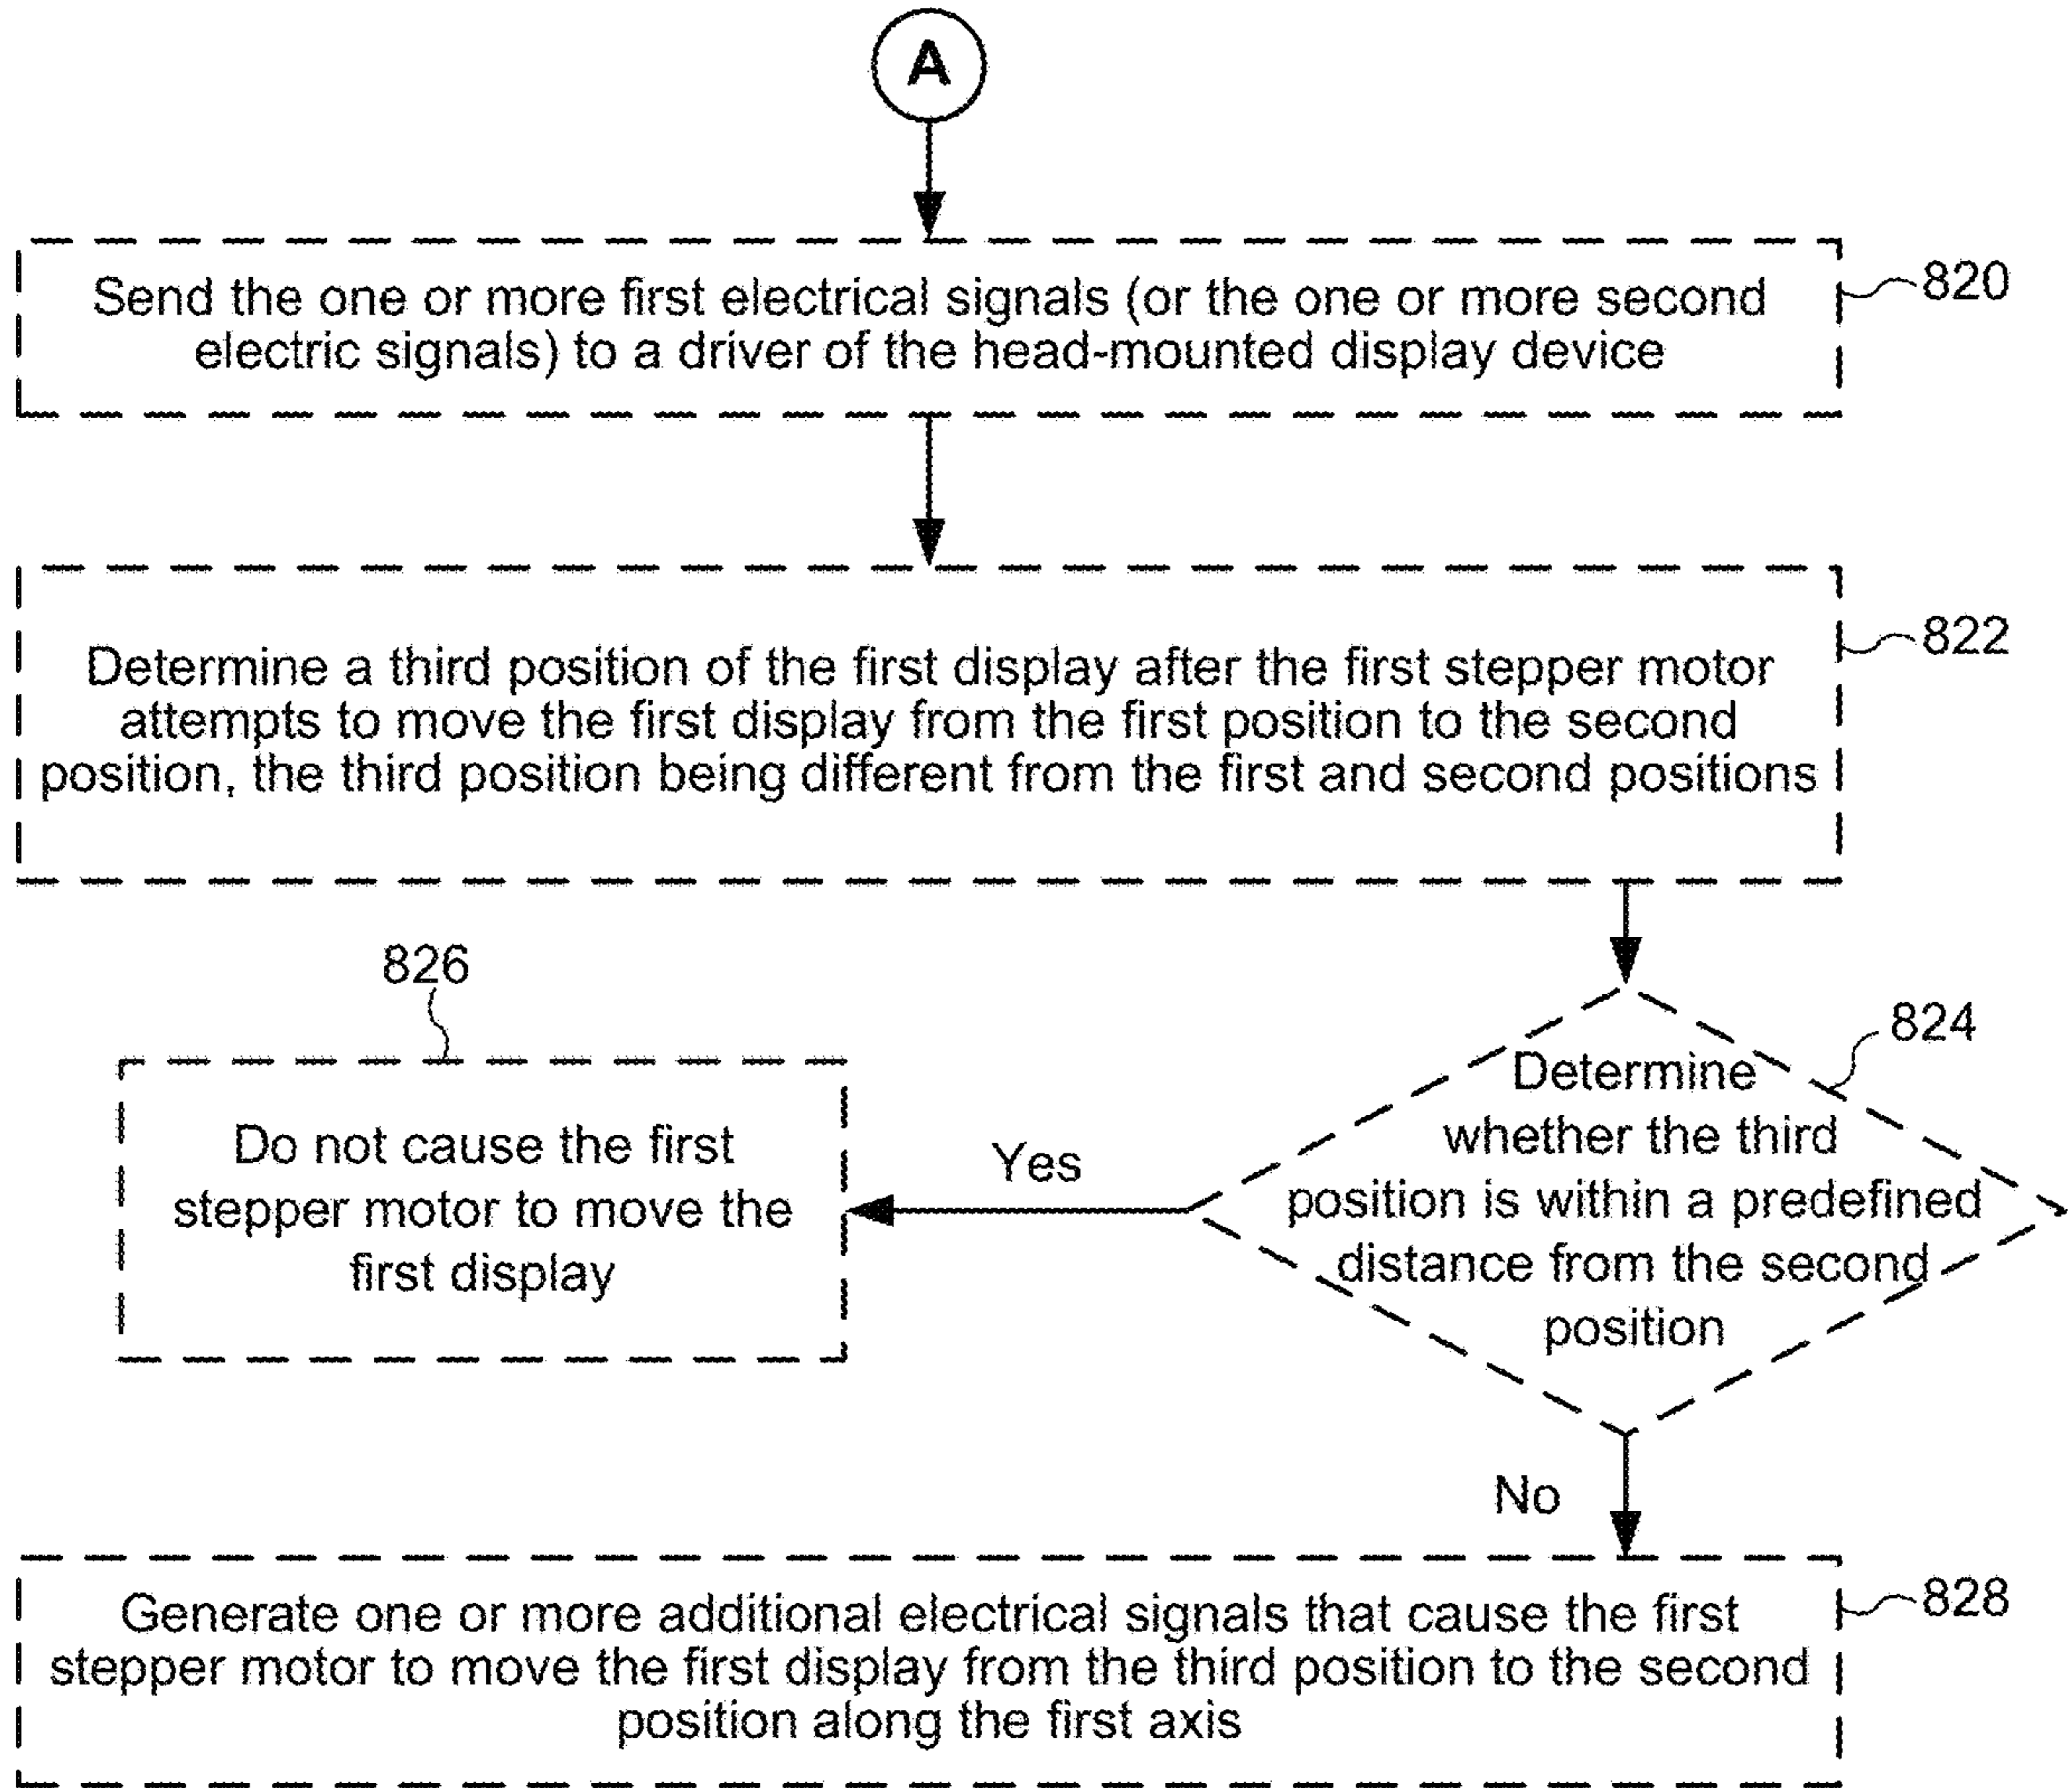 A
Send the one or more first electrical signals (or the one or more second
electric signals) to a driver of the head-mounted display device
820
Determine a third position of the first display after the first stepper motor
attempts to move the first display from the first position to the second
position, the third position being different from the first and second positions
822
826
Do not cause the first
stepper motor to move the
first display
Yes
824
Determine
whether the third
position is within a predefined
distance from the second
position
No
Generate one or more additional electrical signals that cause the first
stepper motor to move the first display from the third position to the second
position along the first axis
828